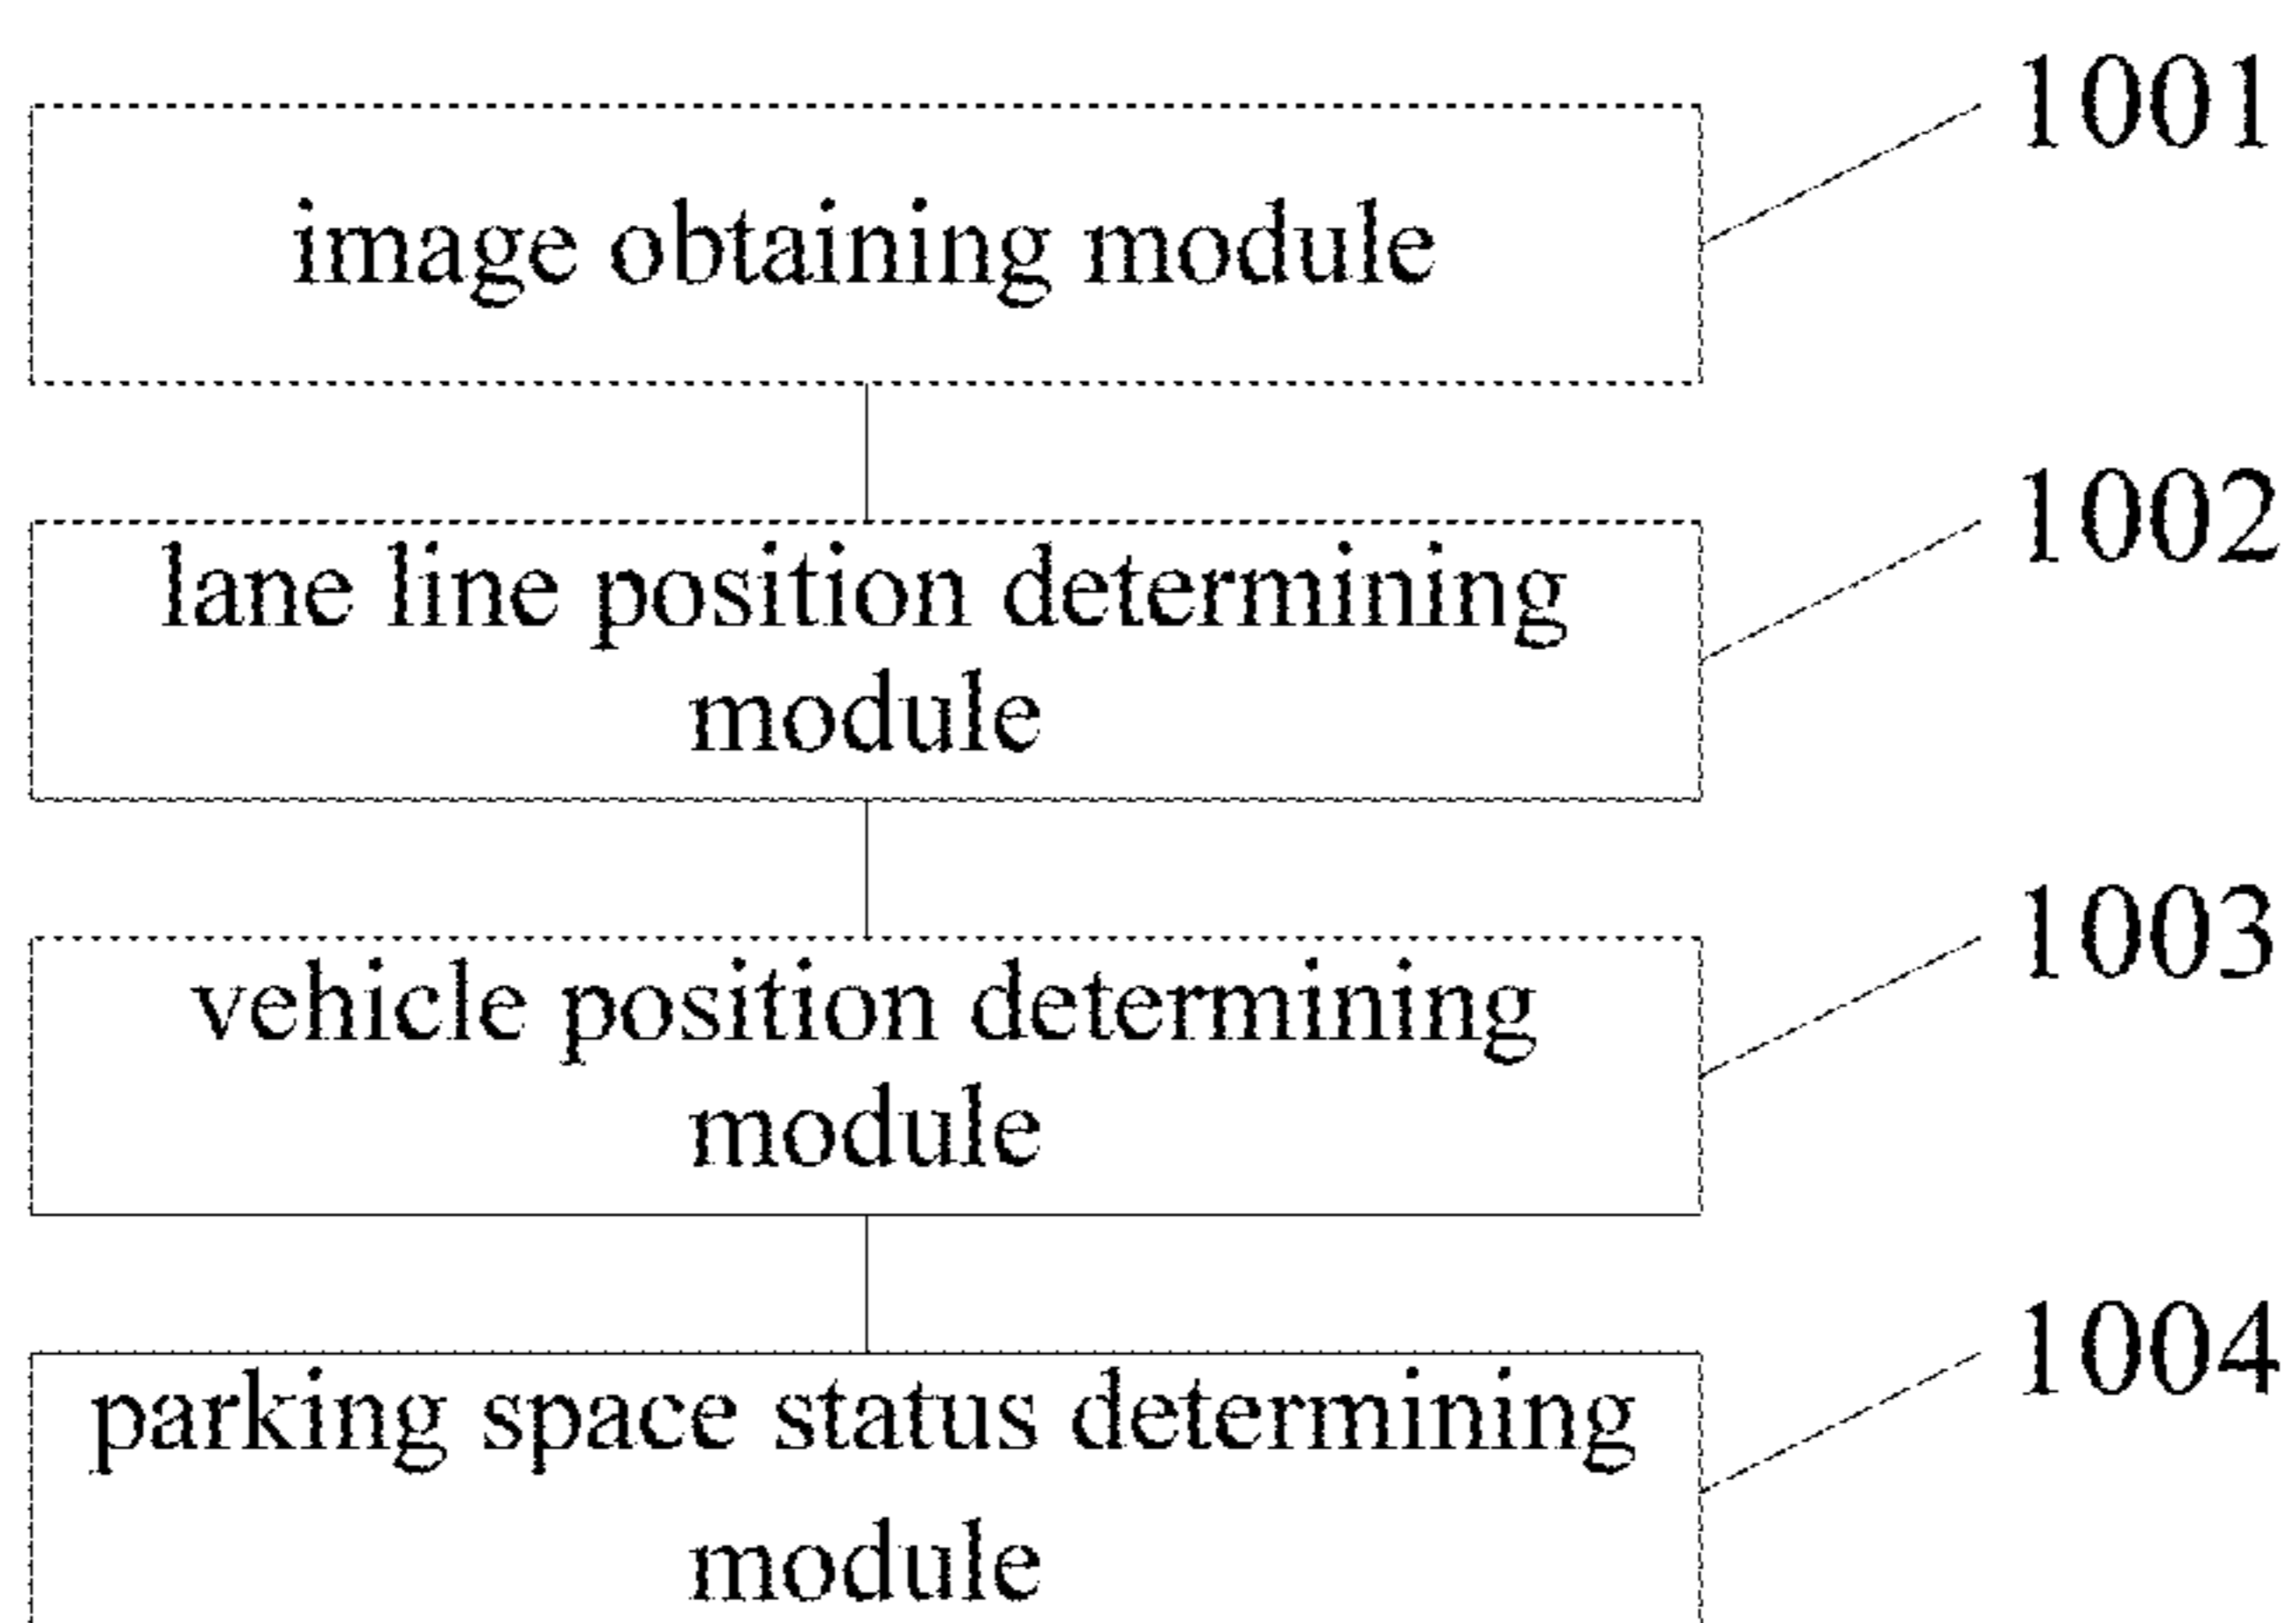 1001
image obtaining module
1002
lane line position determining
module
1003
vehicle position determining
module
1004
parking space status determining
module